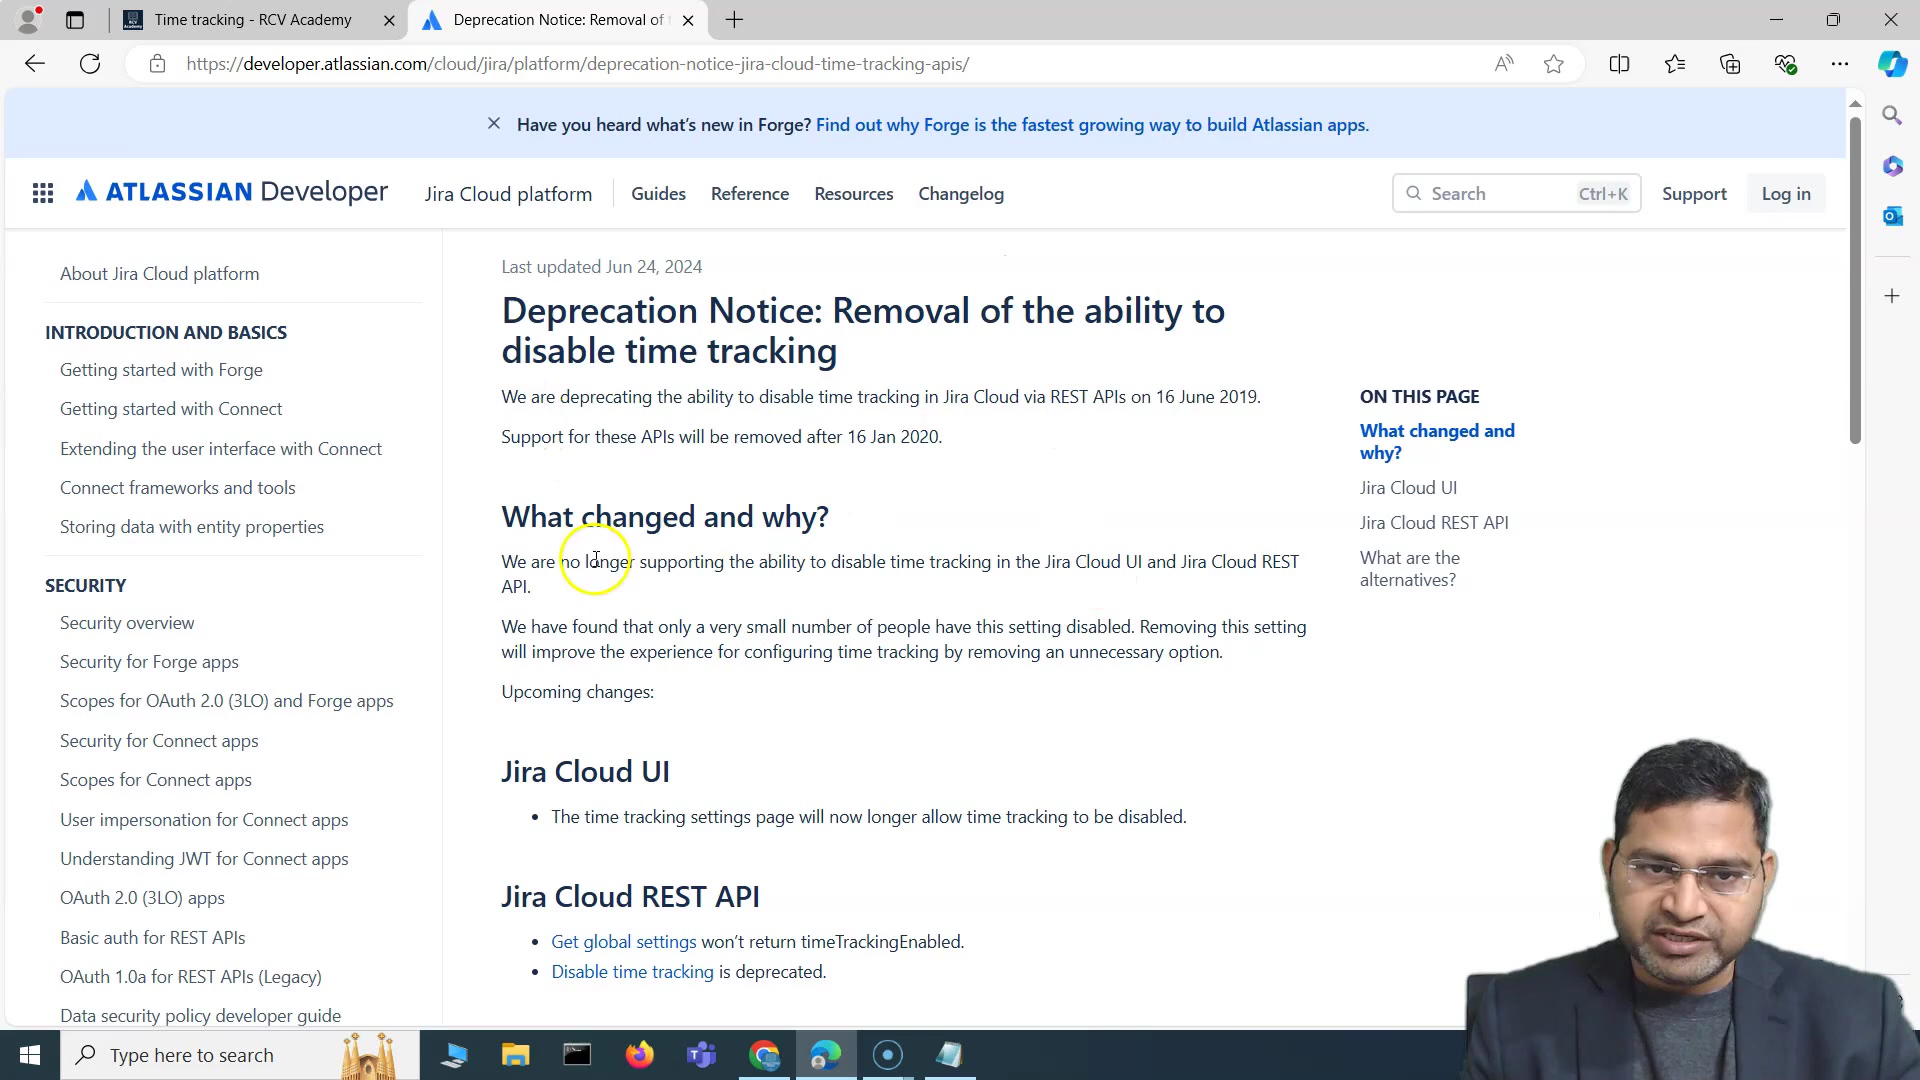 Time tracking - RCV Academy
Deprecation Notice: Removal of
https://developer.atlassian.com/cloud/jira/platform/deprecation-notice-jira-cloud-time-tracking-apis/
Have you heard what's new in Forge? Find out why Forge is the fastest growing way to build Atlassian apps.
ATLASSIAN Developer
Jira Cloud platform
Guides
Reference
Resources
Changelog
Search
Ctrl+K
Support
Log in
About Jira Cloud platform
INTRODUCTION AND BASICS
Getting started with Forge
Getting started with Connect
Extending the user interface with Connect
Connect frameworks and tools
Storing data with entity properties
SECURITY
Security overview
Security for Forge apps
Scopes for OAuth 2.0 (3LO) and Forge apps
Security for Connect apps
Scopes for Connect apps
User impersonation for Connect apps
Understanding JWT for Connect apps
OAuth 2.0 (3LO) apps
Basic auth for REST APIs
OAuth 1.0a for REST APIs (Legacy)
Data security policy developer guide
Last updated Jun 24, 2024
Deprecation Notice: Removal of the ability to
disable time tracking
We are deprecating the ability to disable time tracking in Jira Cloud via REST APIs on 16 June 2019.
Support for these APIs will be removed after 16 Jan 2020.
What changed and why?
We are no longer supporting the ability to disable time tracking in the Jira Cloud UI and Jira Cloud REST
API.
We have found that only a very small number of people have this setting disabled. Removing this setting
will improve the experience for configuring time tracking by removing an unnecessary option.
Upcoming changes:
Jira Cloud UI
• The time tracking settings page will now longer allow time tracking to be disabled.
Jira Cloud REST API
• Get global settings won't return timeTrackingEnabled.
• Disable time tracking is deprecated.
ON THIS PAGE
What changed and
why?
Jira Cloud UI
Jira Cloud REST API
What are the
alternatives?
Type here to search